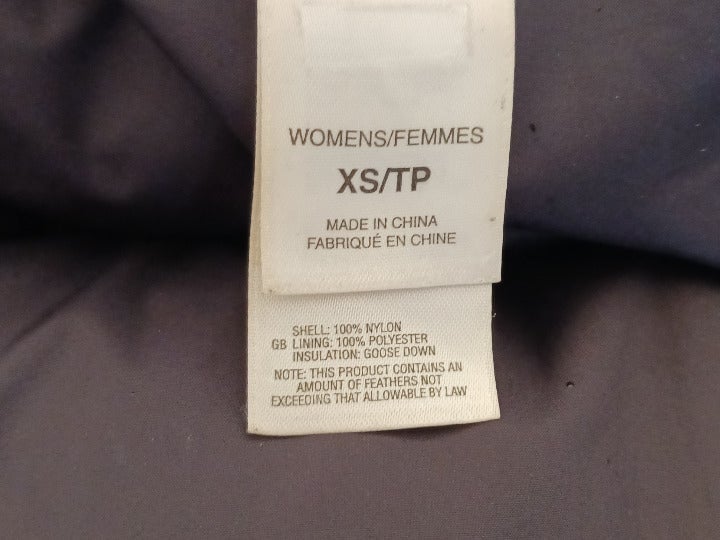 WOMENS/FEMMES
XS/TP
MADE IN CHINA
FABRIQUÉ EN CHINE
SHELL: 100% NYLON
GB LINING: 100% POLYESTER
INSULATION: GOOSE DOWN
NOTE: THIS PRODUCT CONTAINS AN
AMOUNT OF FEATHERS NOT
EXCEEDING THAT ALLOWABLE BY LAW